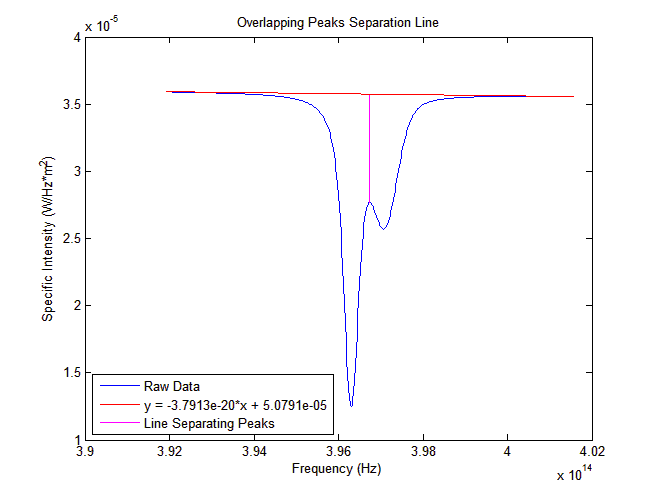 Overlapping Peaks Separation Line
x 10^-5
4
3.5
3
2.5
2
1.5
1
Specific Intensity (W/Hz*m^2)
Raw Data
y = -3.7913e-20*x + 5.0791e-05
Line Separating Peaks
3.9 3.92 3.94 3.96 3.98 4 4.02
Frequency (Hz)
x 10^14